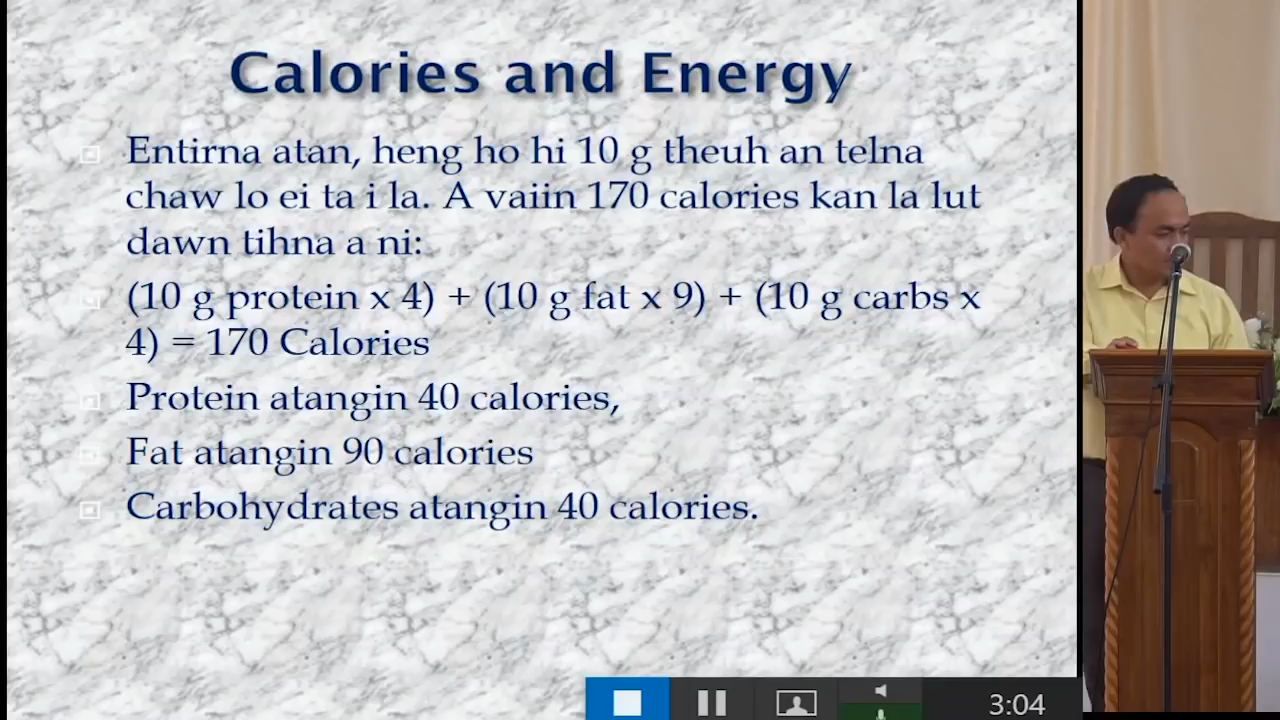 Calories and Energy
Entirna atan, heng ho hi 10 g theuh an telna
chaw lo ei ta i la. A vaiin 170 calories kan la lut
dawn tihna a ni:
(10 g protein x 4) + (10 g fat x 9) + (10 g carbs x
4) = 170 Calories
Protein atangin 40 calories,
Fat atangin 90 calories
Carbohydrates atangin 40 calories.
3:04